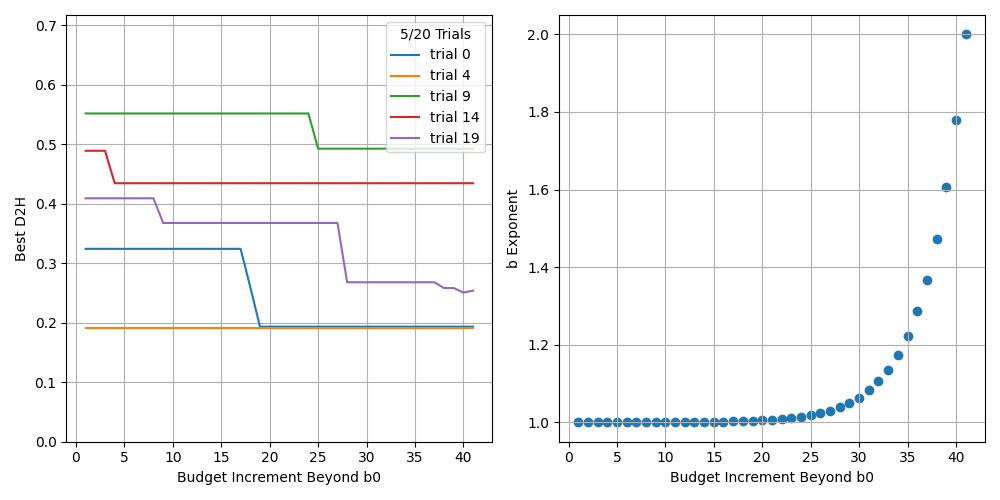 0.7
0.6
0.5
0.4
0.3
0.2
0.1
0.0
Best D2H
0 5 10 15 20 25 30 35 40
Budget Increment Beyond b0
5/20 Trials
trial 0
trial 4
trial 9
trial 14
trial 19
2.0
1.8
1.6
1.4
1.2
1.0
b Exponent
0 5 10 15 20 25 30 35 40
Budget Increment Beyond b0